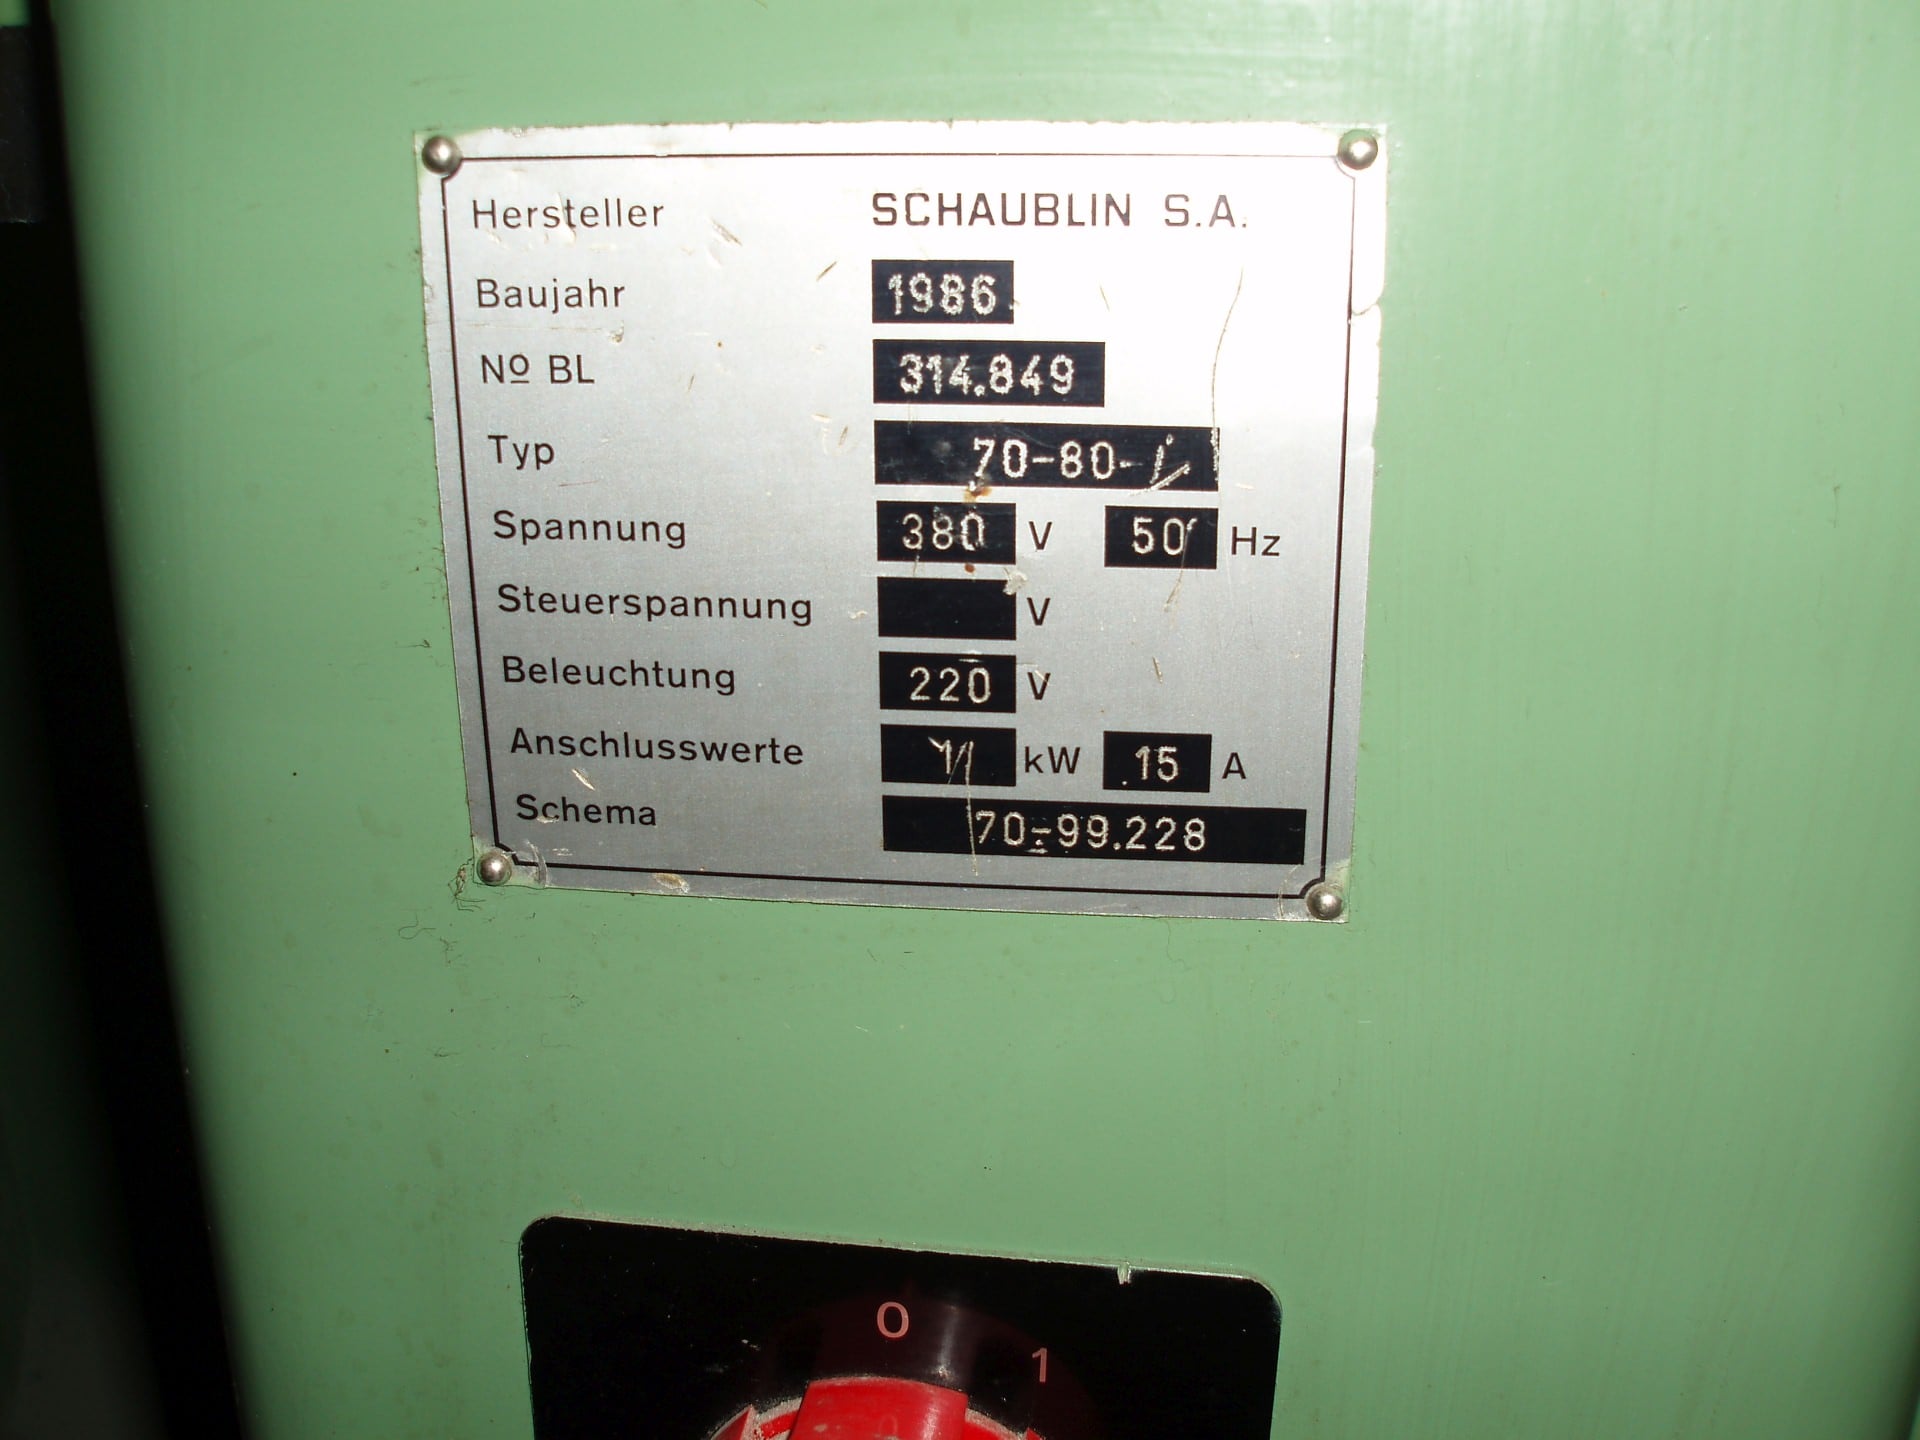 Hersteller SCHAUBLIN S.A.
Baujahr 1986
Nº BL 314.849
Typ 70-80-i
Spannung 380 V 50 Hz
Steuerspannung V
Beleuchtung 220 V
Anschlusswerte kW 15 A
Schema 70-99.228
0
1